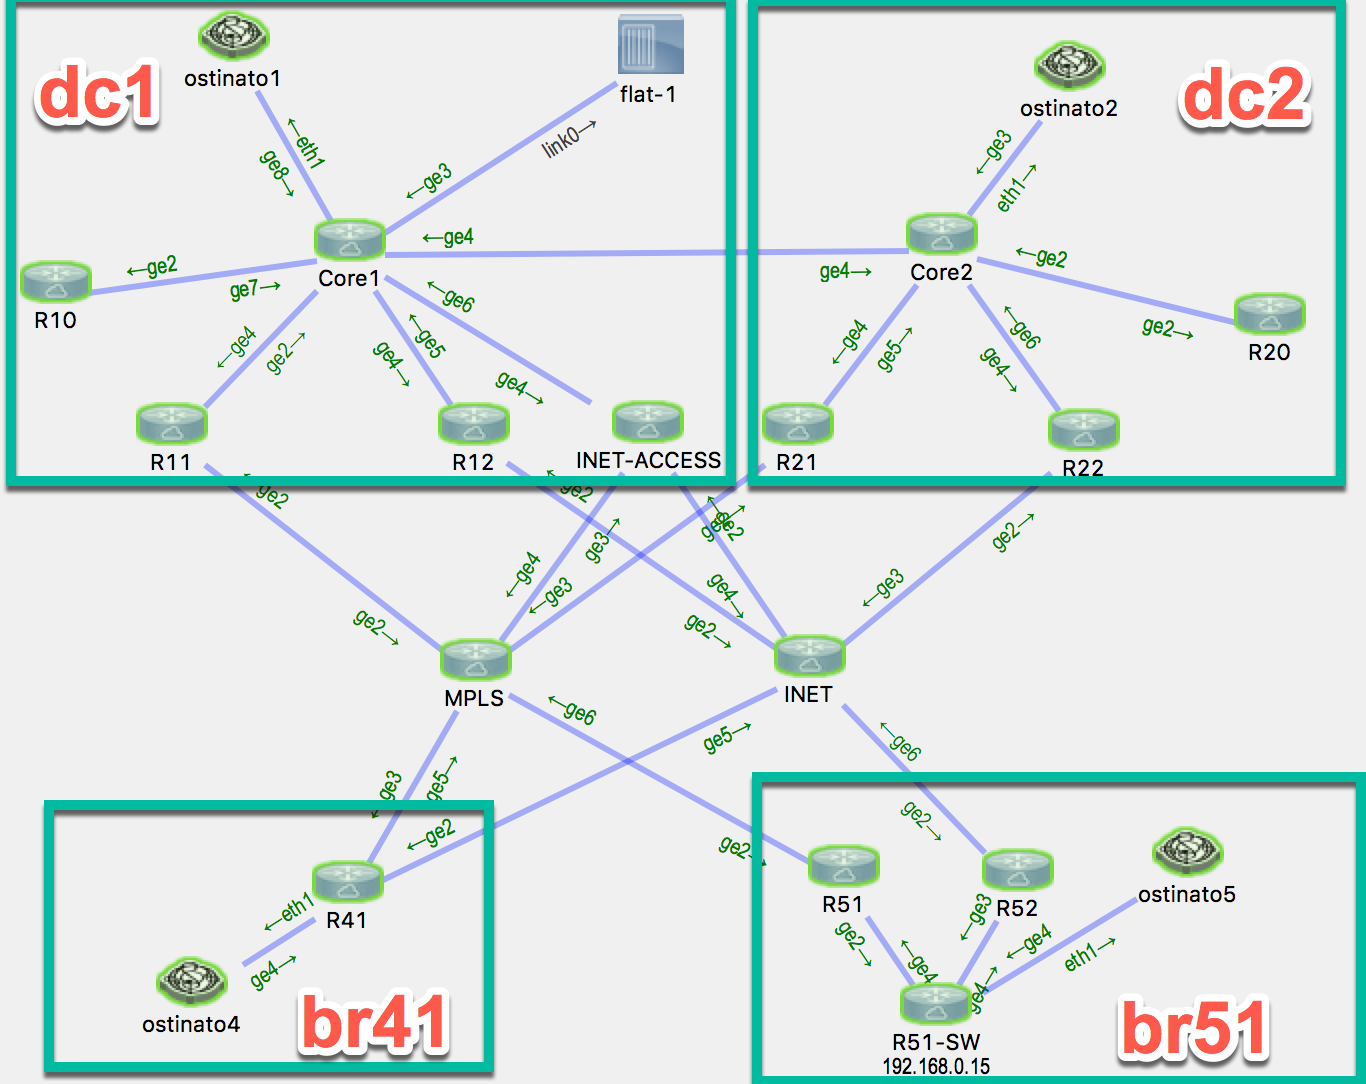 ostinato1
dc1
flat-1
ostinato2
dc2
←eth1
ge8→
link0→
←ge3
←ge3
eth1→
←ge4
Core1
←ge2
ge7→
R10
ge4→
Core2
←ge2
ge2→
R20
←ge6
←ge4
ge2→
←ge5
ge4→
ge4→
←ge4
ge5→
←ge6
ge4→
R11
R12
INET-ACCESS
R21
R22
←ge2
←ge2
ge2
ge3→
←ge4
←ge3
ge2→
←ge3
ge4→
ge2→
ge2→
MPLS
INET
←ge6
ge5→
←ge6
←ge3
ge5→
←ge2
ge2→
ge2→
R41
←eth1
ge4→
ostinato4
br41
R51
R52
ostinato5
ge2→
←ge3
←ge4
←ge4
eth1→
ge4→
R51-SW
192.168.0.15
br51